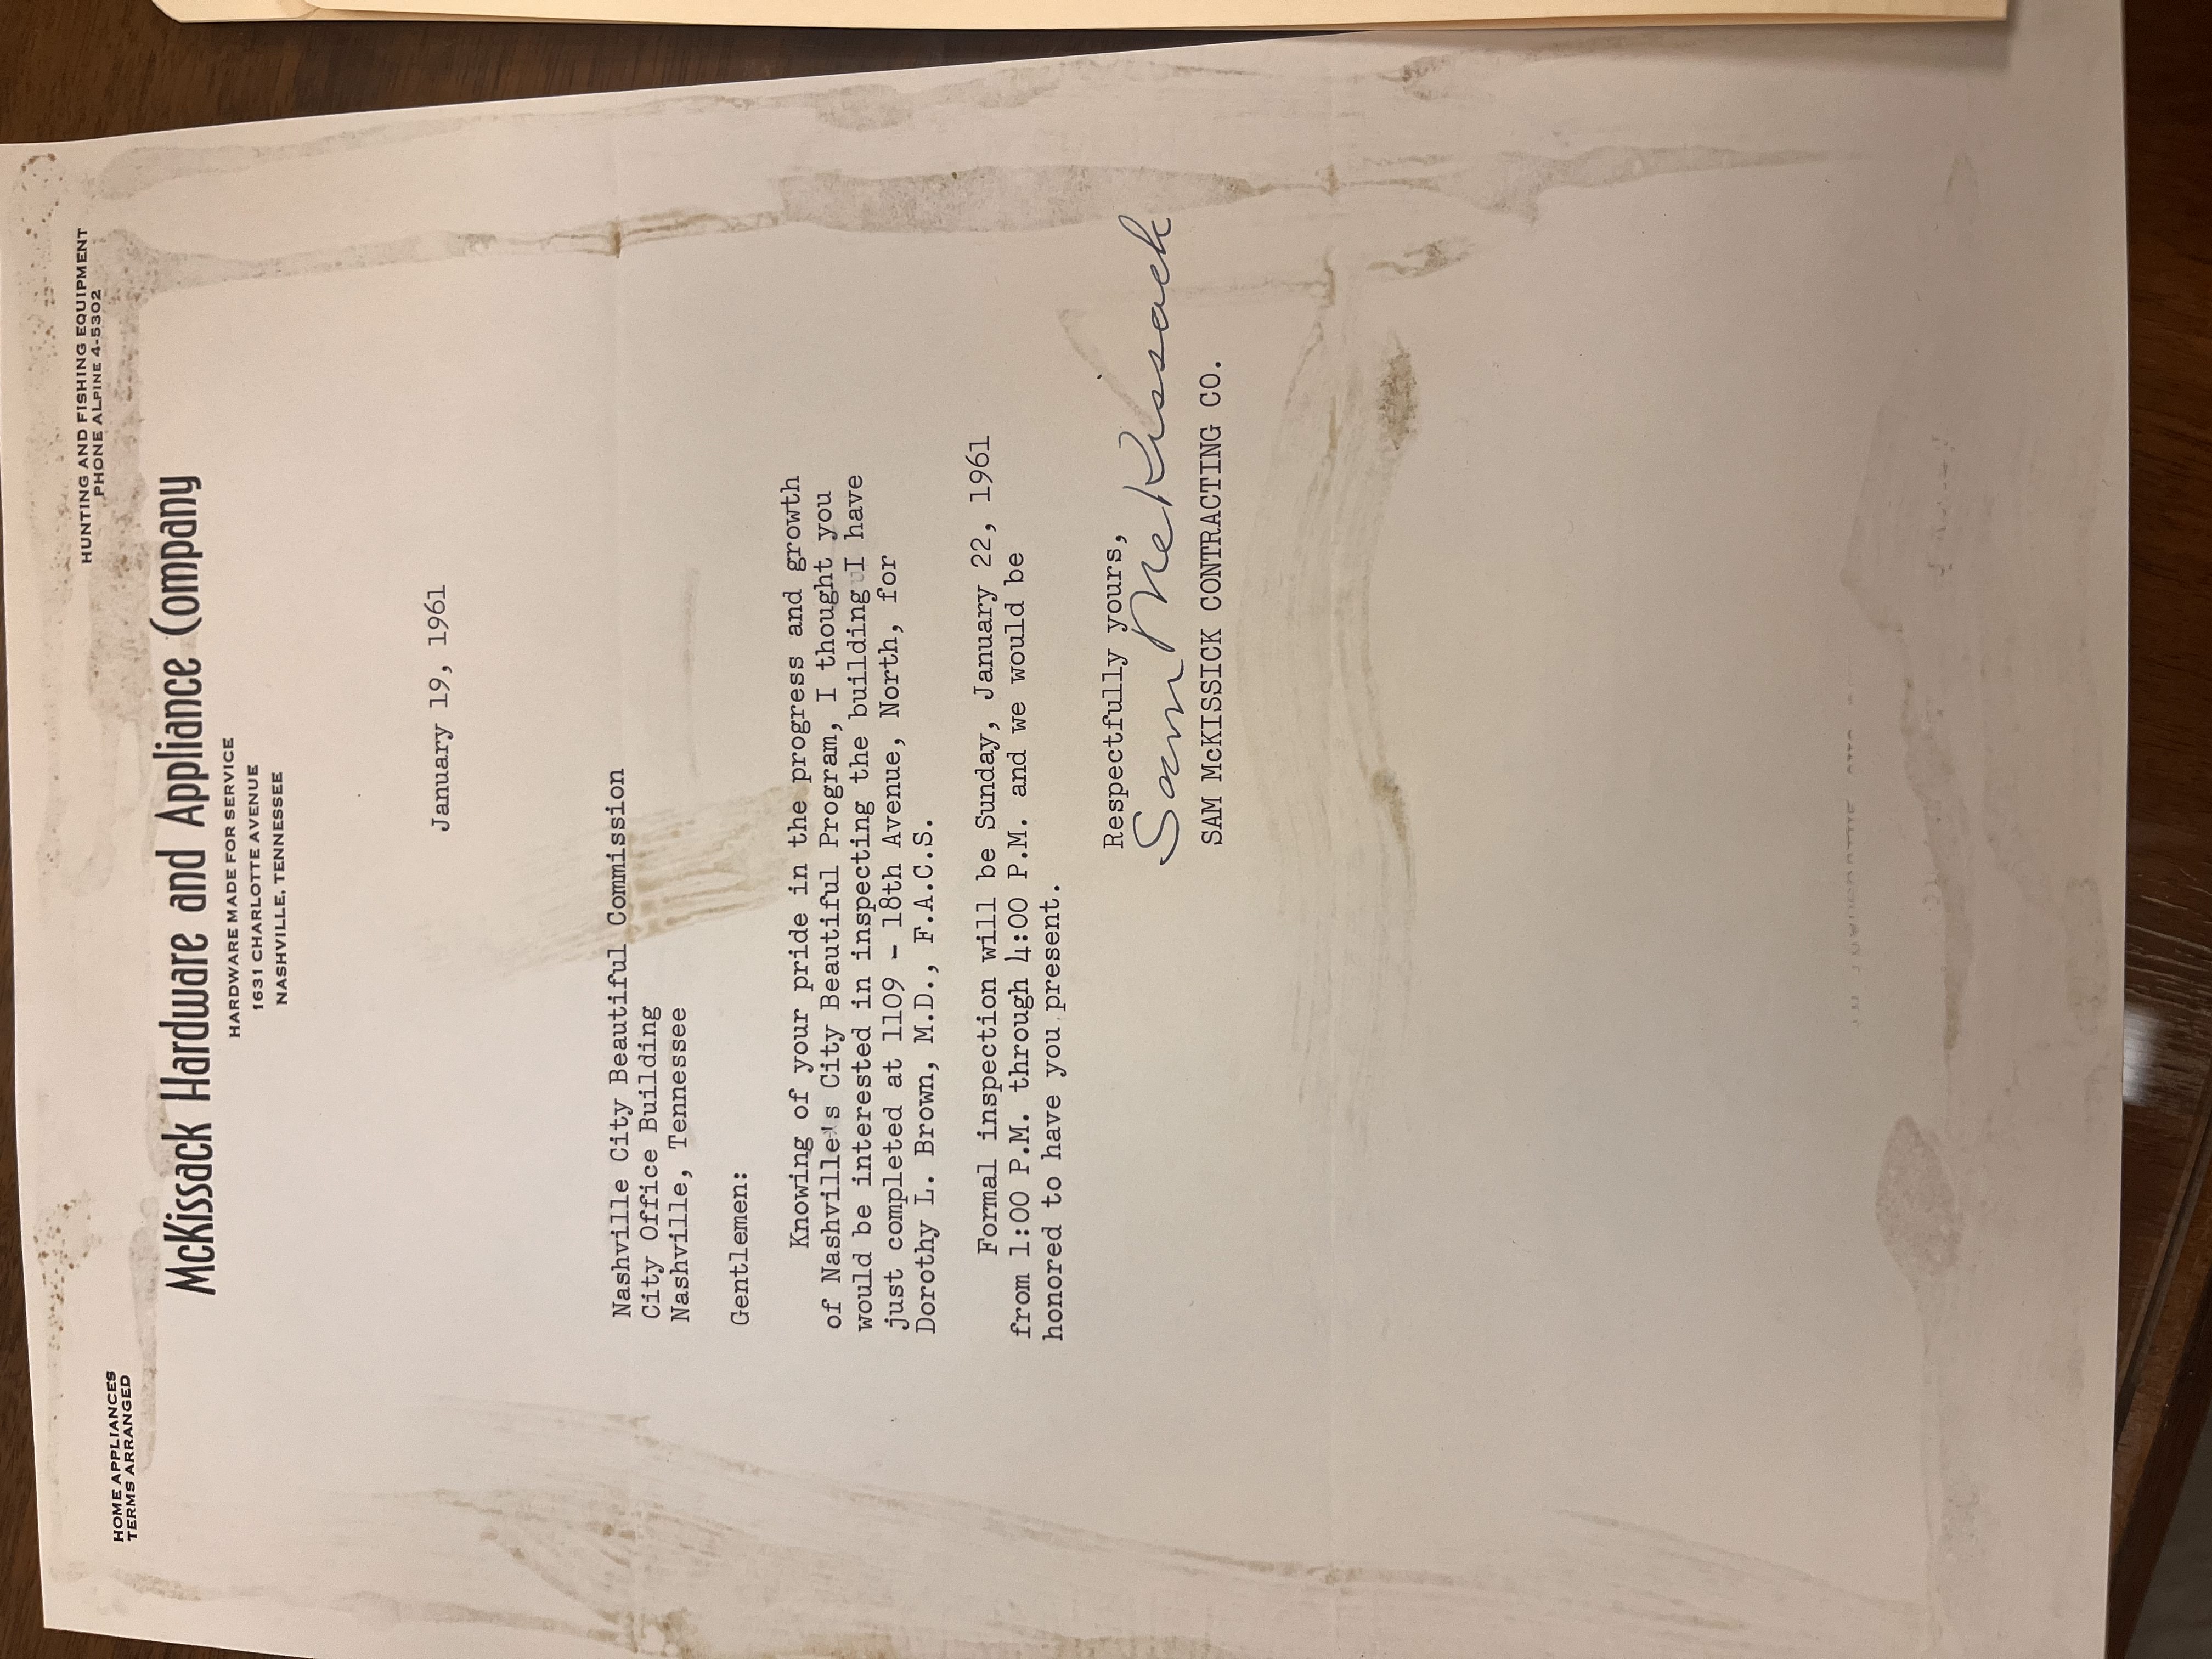 HOME APPLIANCES
TERMS ARRANGED
HUNTING AND FISHING EQUIPMENT
PHONE ALPINE 4-5302
McKissack Hardware and Appliance Company
HARDWARE MADE FOR SERVICE
1631 CHARLOTTE AVENUE
NASHVILLE, TENNESSEE
January 19, 1961
Nashville City Beautiful Commission
City Office Building
Nashville, Tennessee
Gentlemen:
Knowing of your pride in the progress and growth
of Nashville's City Beautiful Program, I thought you
would be interested in inspecting the building I have
just completed at 1109 - 18th Avenue, North, for
Dorothy L. Brown, M.D., F.A.C.S.
Formal inspection will be Sunday, January 22, 1961
from 1:00 P.M. through 4:00 P.M. and we would be
honored to have you present.
Respectfully yours,
Sam McKissack
SAM McKISSICK CONTRACTING CO.